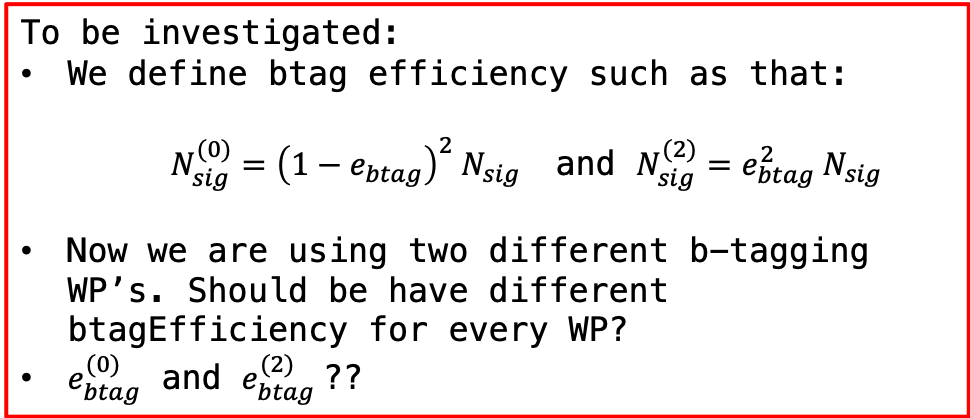 To be investigated:
• We define btag efficiency such as that:
$N_{sig}^{(0)} = (1 - e_{btag})^2 N_{sig}$ and $N_{sig}^{(2)} = e_{btag}^2 N_{sig}$
• Now we are using two different b-tagging
WP’s. Should be have different
btagEfficiency for every WP?
• $e_{btag}^{(0)}$ and $e_{btag}^{(2)}$ ??